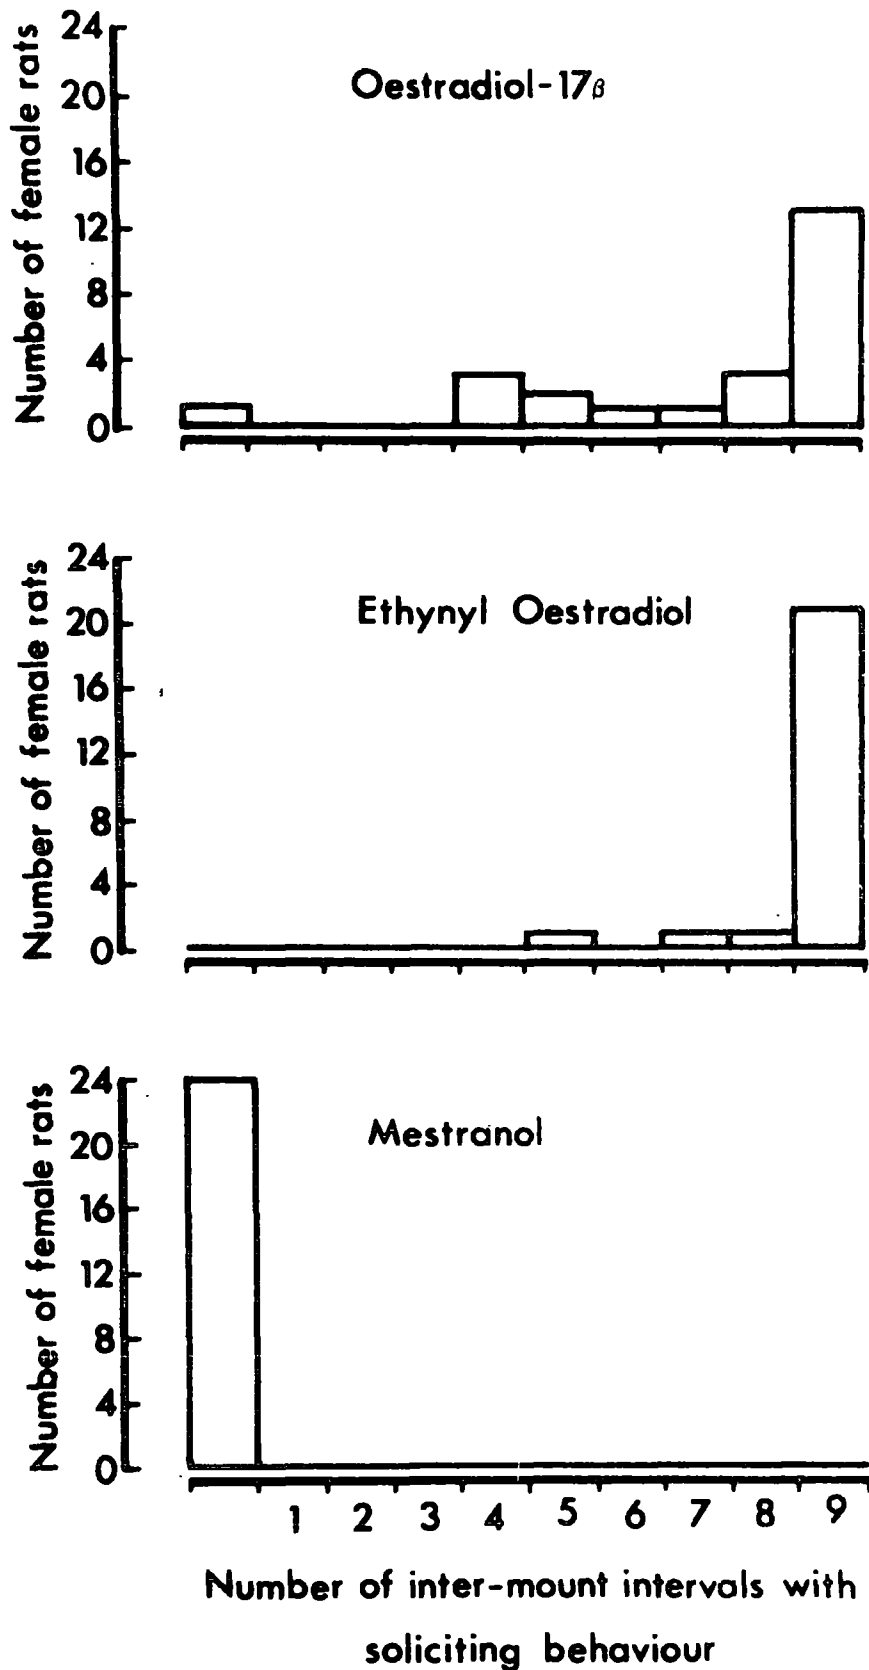 Number of female rats
24
20
16
12
8
4
0
Oestradiol-17β
Number of female rats
24
20
16
12
8
4
0
Ethynyl Oestradiol
Number of female rats
24
20
16
12
8
4
0
Mestranol
1 2 3 4 5 6 7 8 9
Number of inter-mount intervals with
soliciting behaviour